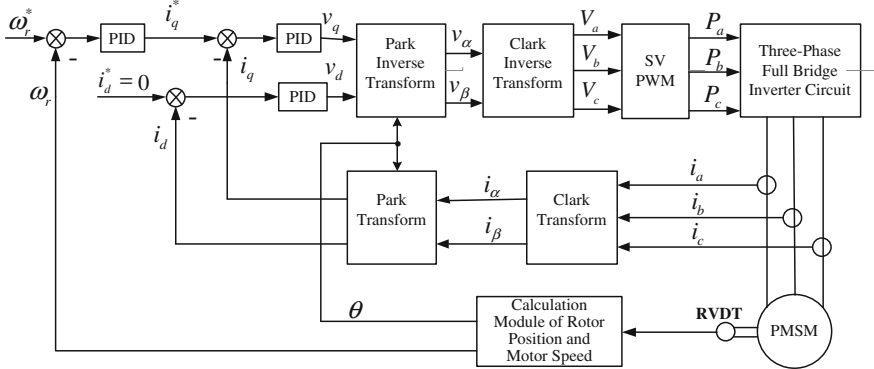 ω_r^*
PID
i_q^*
PID
v_q
Park
Inverse
Transform
v_α
v_β
Clark
Inverse
Transform
V_a
V_b
V_c
SV
PWM
P_a
P_b
P_c
Three-Phase
Full Bridge
Inverter Circuit
-
-
i_q
i_d^* = 0
v_d
PID
ω_r
-
i_d
Park
Transform
i_α
i_β
Clark
Transform
i_a
i_b
i_c
θ
Calculation
Module of Rotor
Position and
Motor Speed
RVDT
PMSM